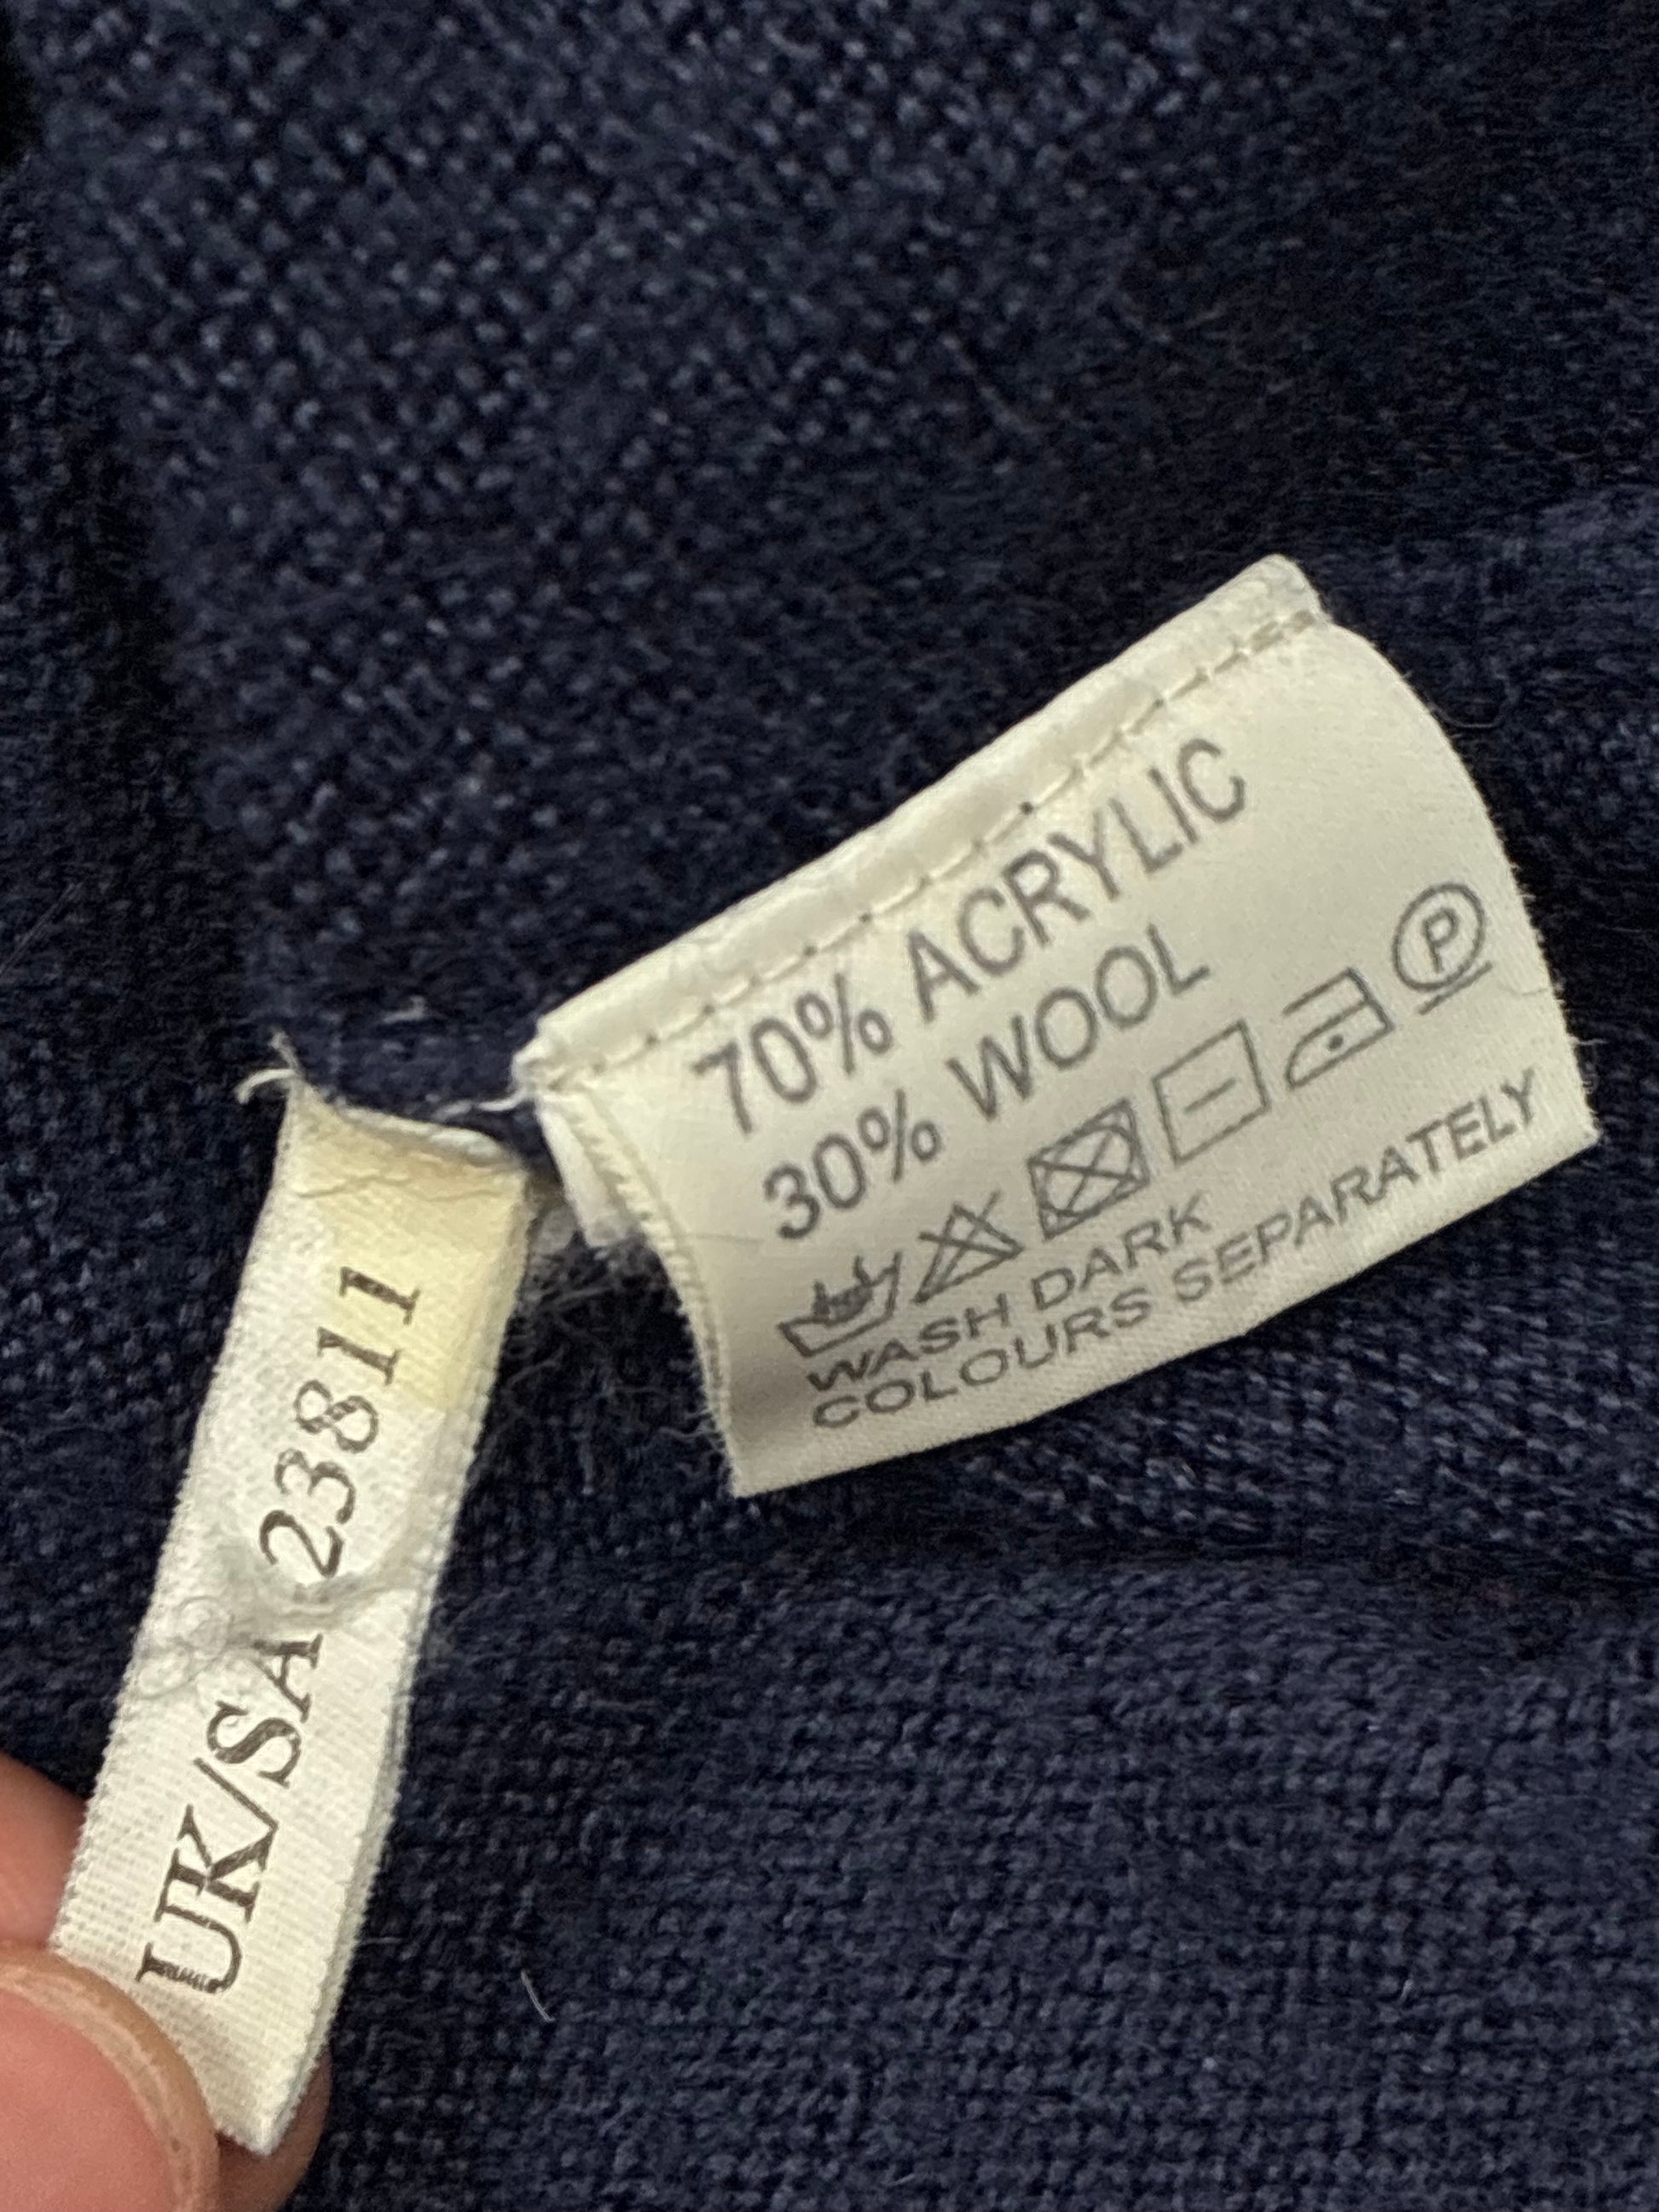 70% ACRYLIC
30% WOOL
P
WASH DARK
COLOURS SEPARATELY
UK/SA 23811